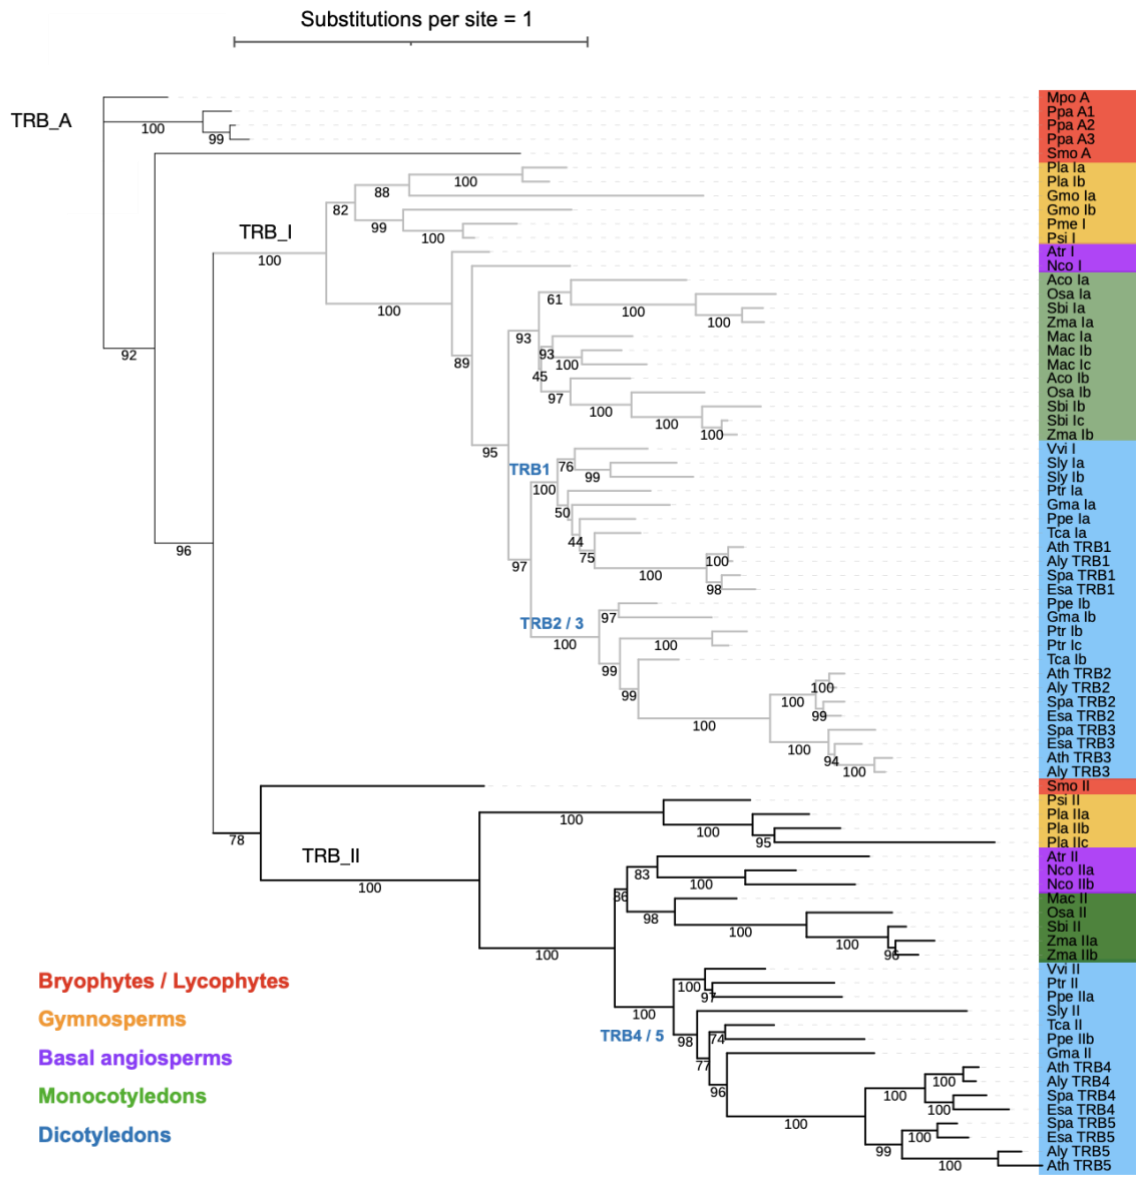 Substitutions per site = 1
TRB_A
100
99
92
96
TRB_I
100
82
88
100
99
100
100
89
95
93
61
100
100
93
100
45
97
100
100
100
TRB1
100
76
99
50
44
75
100
100
98
97
TRB2 / 3
100
97
100
99
99
100
100
100
99
100
94
100
78
TRB_II
100
100
100
95
100
86
83
100
98
100
100
96
TRB4 / 5
100
100
97
98
74
77
96
100
100
100
100
99
100
100
Mpo A
Ppa A1
Ppa A2
Ppa A3
Smo A
Pla Ia
Pla Ib
Gmo Ia
Gmo Ib
Pme I
Psi I
Atr I
Nco I
Aco Ia
Osa Ia
Sbi Ia
Zma Ia
Mac Ia
Mac Ib
Mac Ic
Aco Ib
Osa Ib
Sbi Ib
Sbi Ic
Zma Ib
Vvi I
Sly Ia
Sly Ib
Ptr Ia
Gma Ia
Ppe Ia
Tca Ia
Ath TRB1
Aly TRB1
Spa TRB1
Esa TRB1
Ppe Ib
Gma Ib
Ptr Ib
Ptr Ic
Tca Ib
Ath TRB2
Aly TRB2
Spa TRB2
Esa TRB2
Spa TRB3
Esa TRB3
Ath TRB3
Aly TRB3
Smo II
Psi II
Pla IIa
Pla IIb
Pla IIc
Atr II
Nco IIa
Nco IIb
Mac II
Osa II
Sbi II
Zma IIa
Zma IIb
Vvi II
Ptr II
Ppe IIa
Sly II
Tca II
Ppe IIb
Gma II
Ath TRB4
Aly TRB4
Spa TRB4
Esa TRB4
Spa TRB5
Esa TRB5
Aly TRB5
Ath TRB5
Bryophytes / Lycophytes
Gymnosperms
Basal angiosperms
Monocotyledons
Dicotyledons